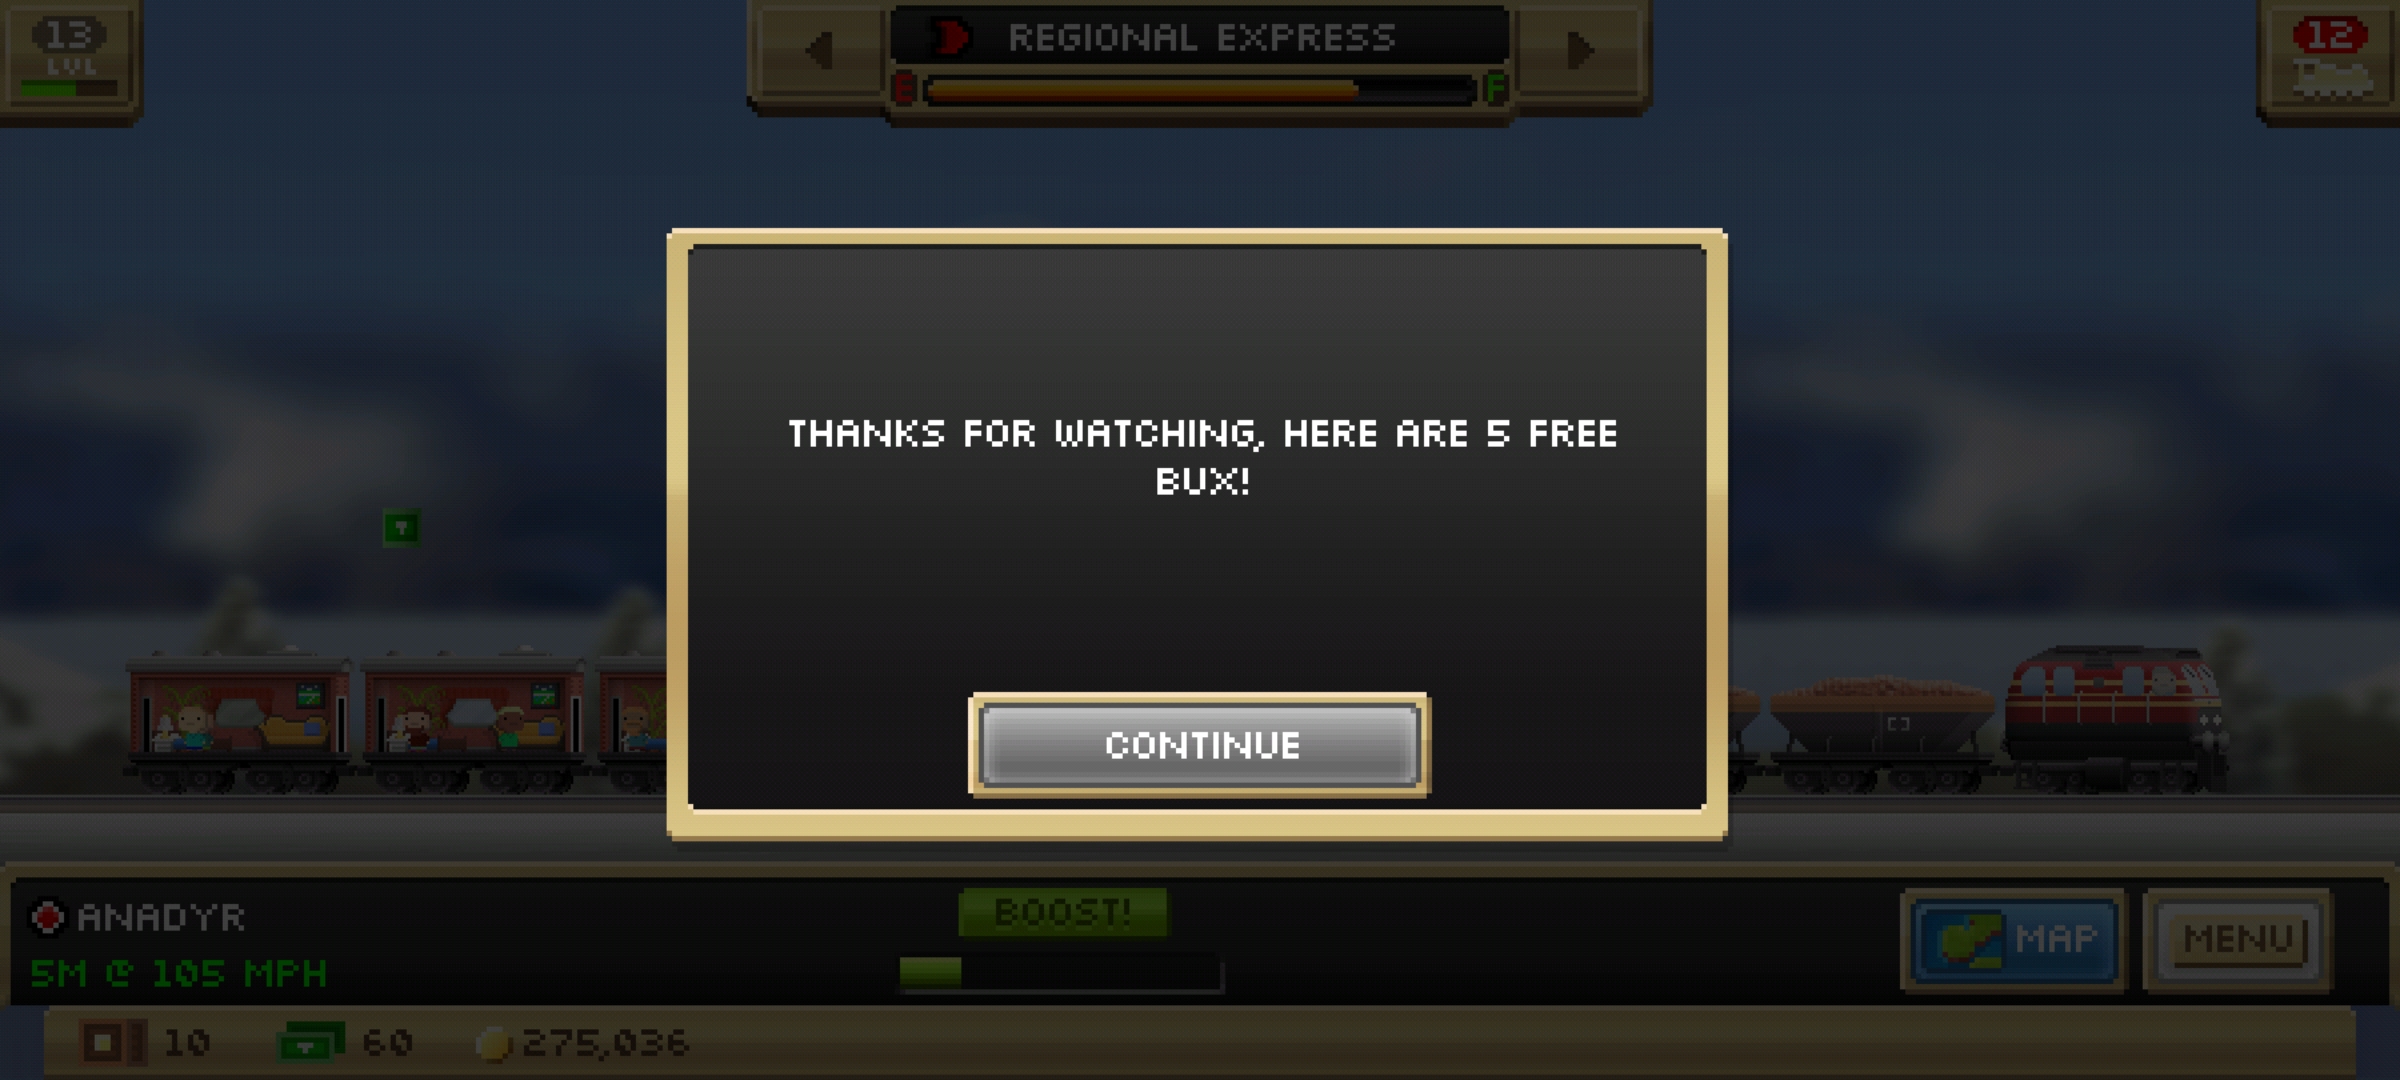 13
LVL
REGIONAL EXPRESS
E
F
12
THANKS FOR WATCHING, HERE ARE 5 FREE
BUX!
CONTINUE
ANADYR
5M @ 105 MPH
BOOST!
MAP
MENU
10
60
275,036